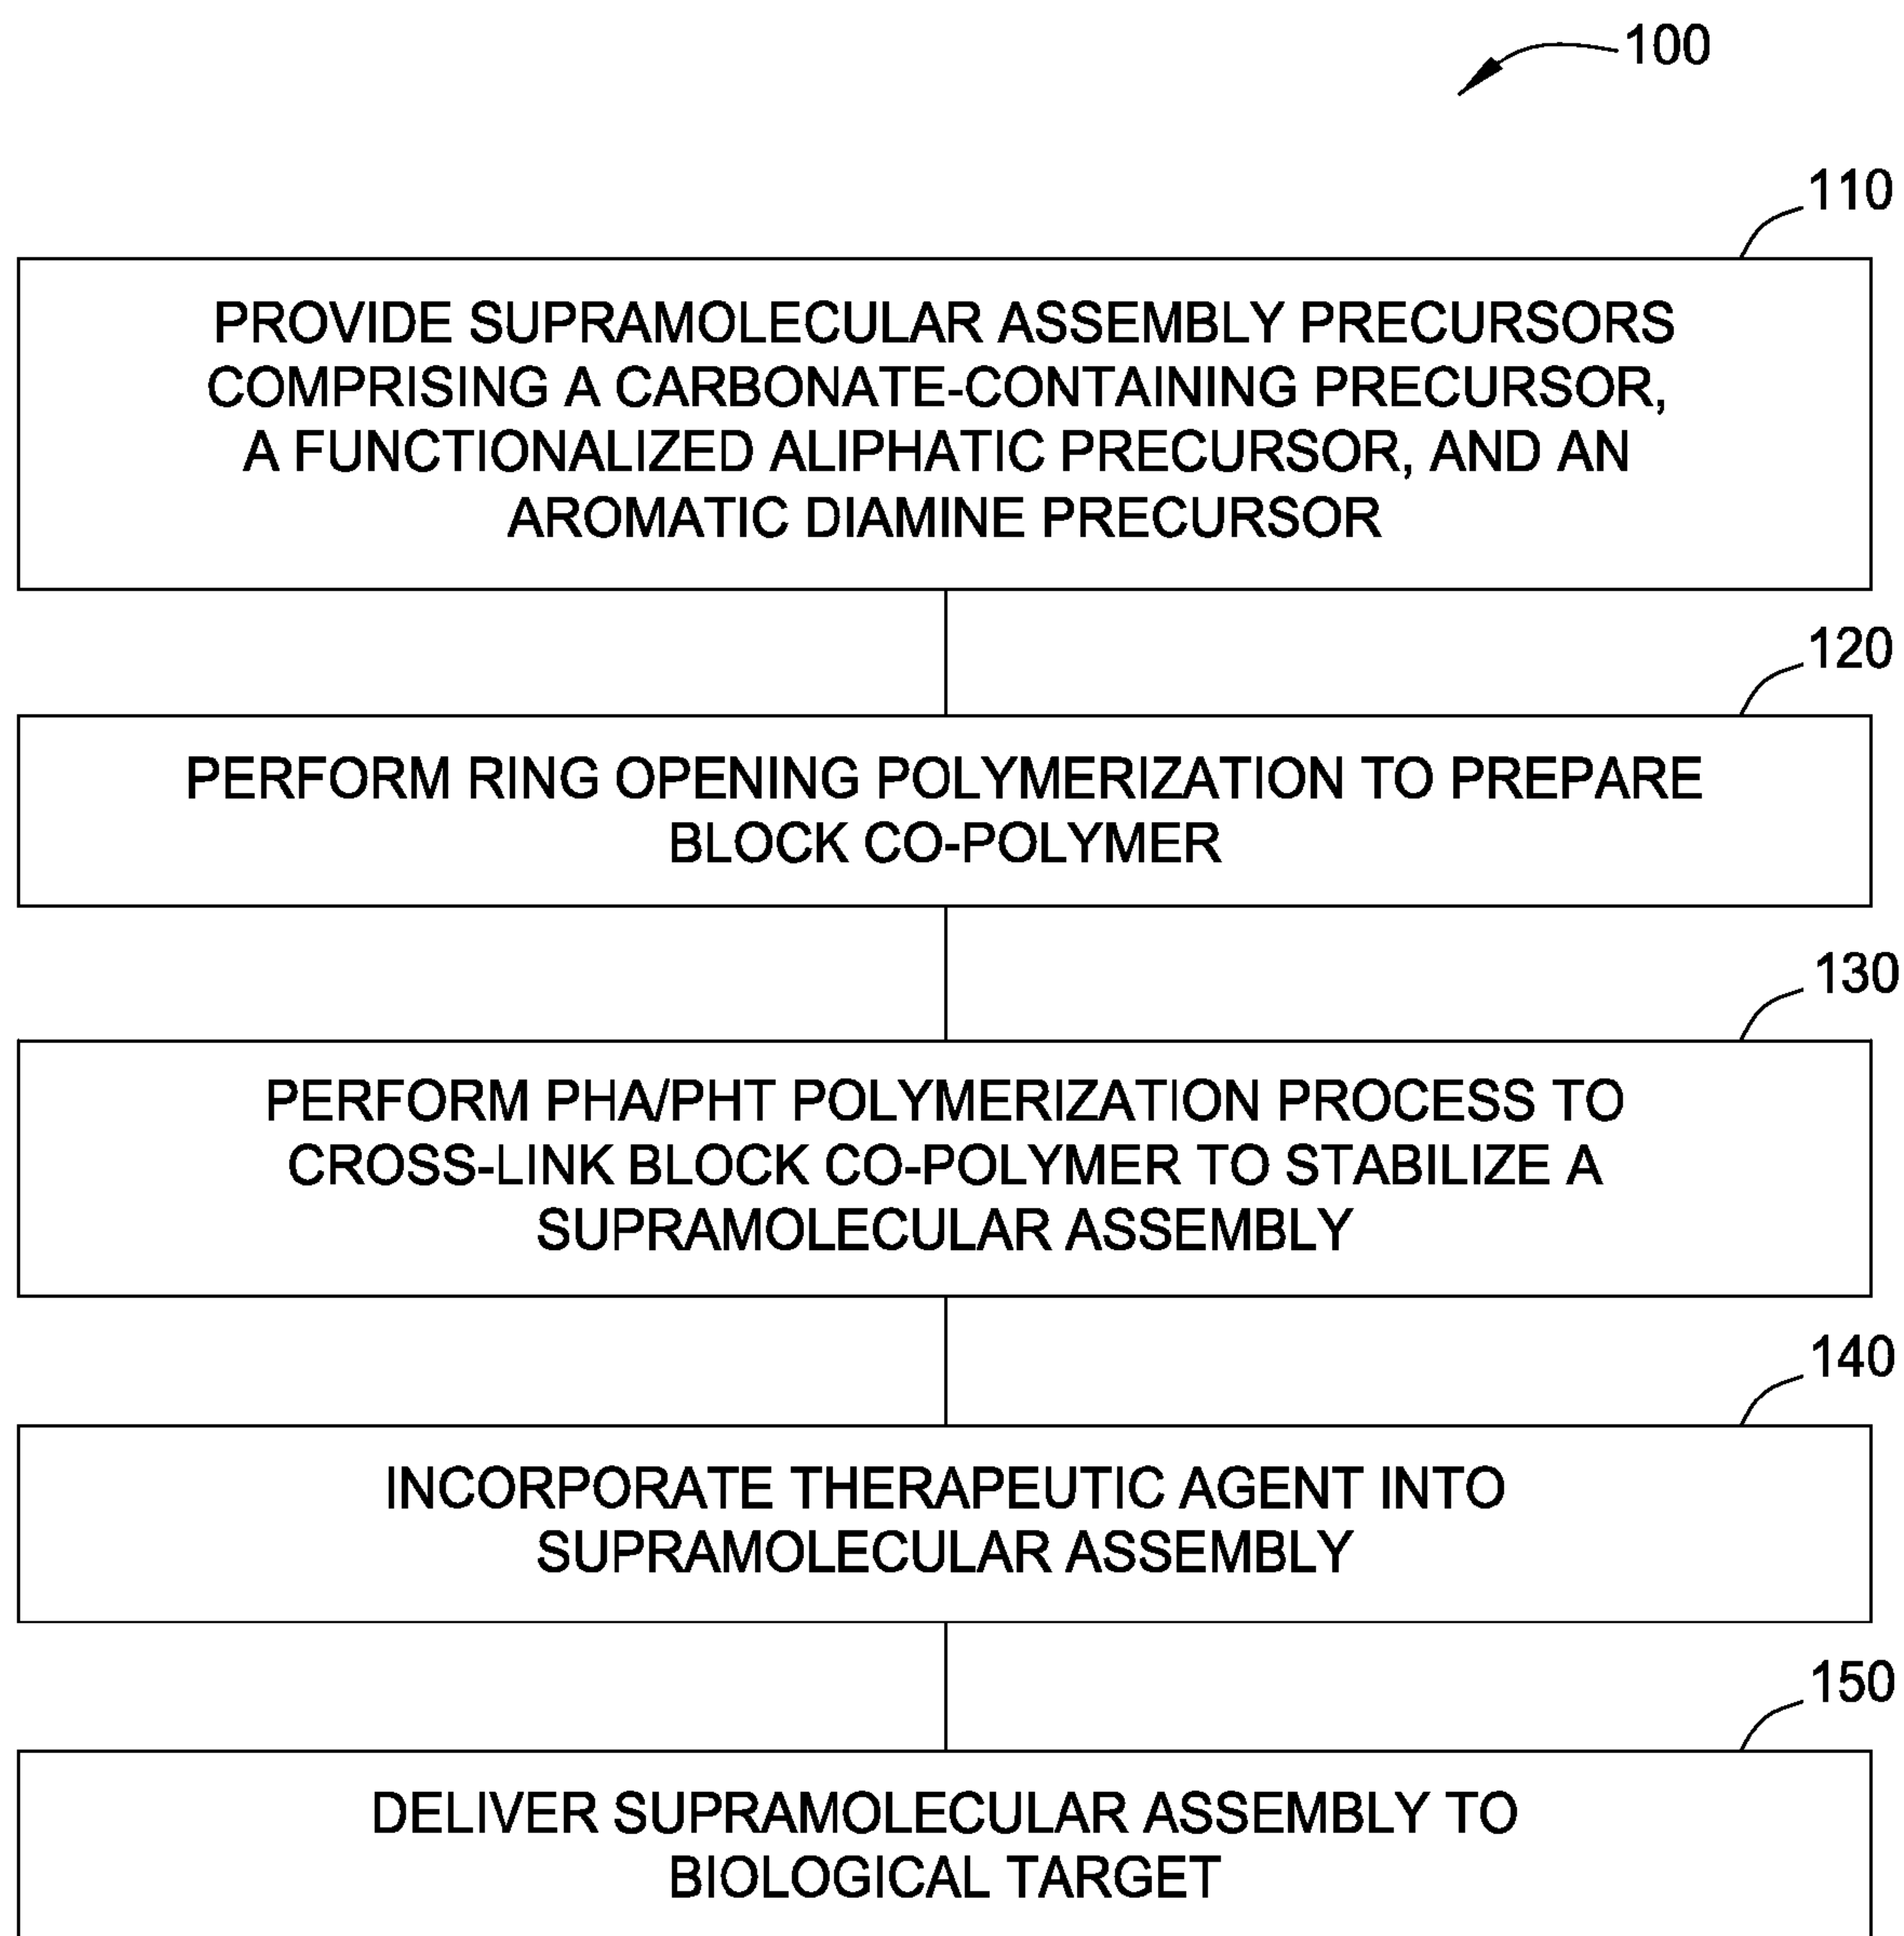 100
110
PROVIDE SUPRAMOLECULAR ASSEMBLY PRECURSORS
COMPRISING A CARBONATE-CONTAINING PRECURSOR,
A FUNCTIONALIZED ALIPHATIC PRECURSOR, AND AN
AROMATIC DIAMINE PRECURSOR
120
PERFORM RING OPENING POLYMERIZATION TO PREPARE
BLOCK CO-POLYMER
130
PERFORM PHA/PHT POLYMERIZATION PROCESS TO
CROSS-LINK BLOCK CO-POLYMER TO STABILIZE A
SUPRAMOLECULAR ASSEMBLY
140
INCORPORATE THERAPEUTIC AGENT INTO
SUPRAMOLECULAR ASSEMBLY
150
DELIVER SUPRAMOLECULAR ASSEMBLY TO
BIOLOGICAL TARGET